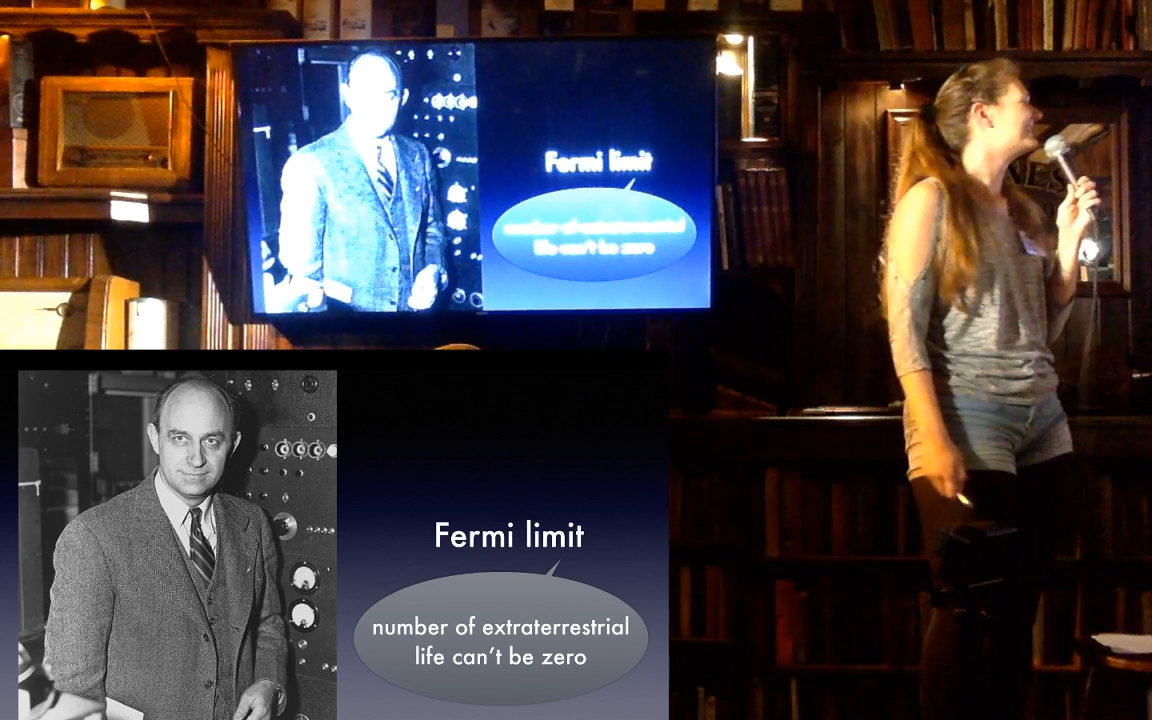 Fermi limit
number of extraterrestrial
life can't be zero
Fermi limit
number of extraterrestrial
life can't be zero